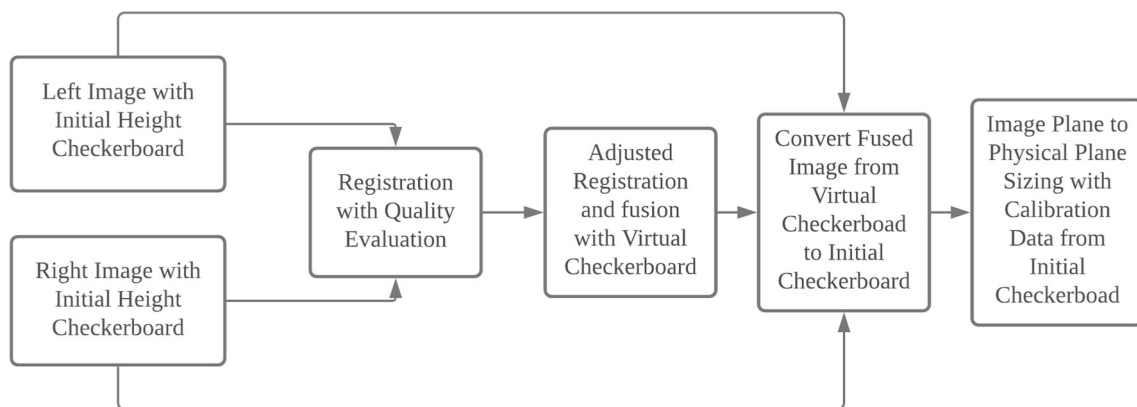 Left Image with
Initial Height
Checkerboard
Right Image with
Initial Height
Checkerboard
Registration
with Quality
Evaluation
Adjusted
Registration
and fusion
with Virtual
Checkerboard
Convert Fused
Image from
Virtual
Checkerboad
to Initial
Checkerboard
Image Plane to
Physical Plane
Sizing with
Calibration
Data from
Initial
Checkerboad